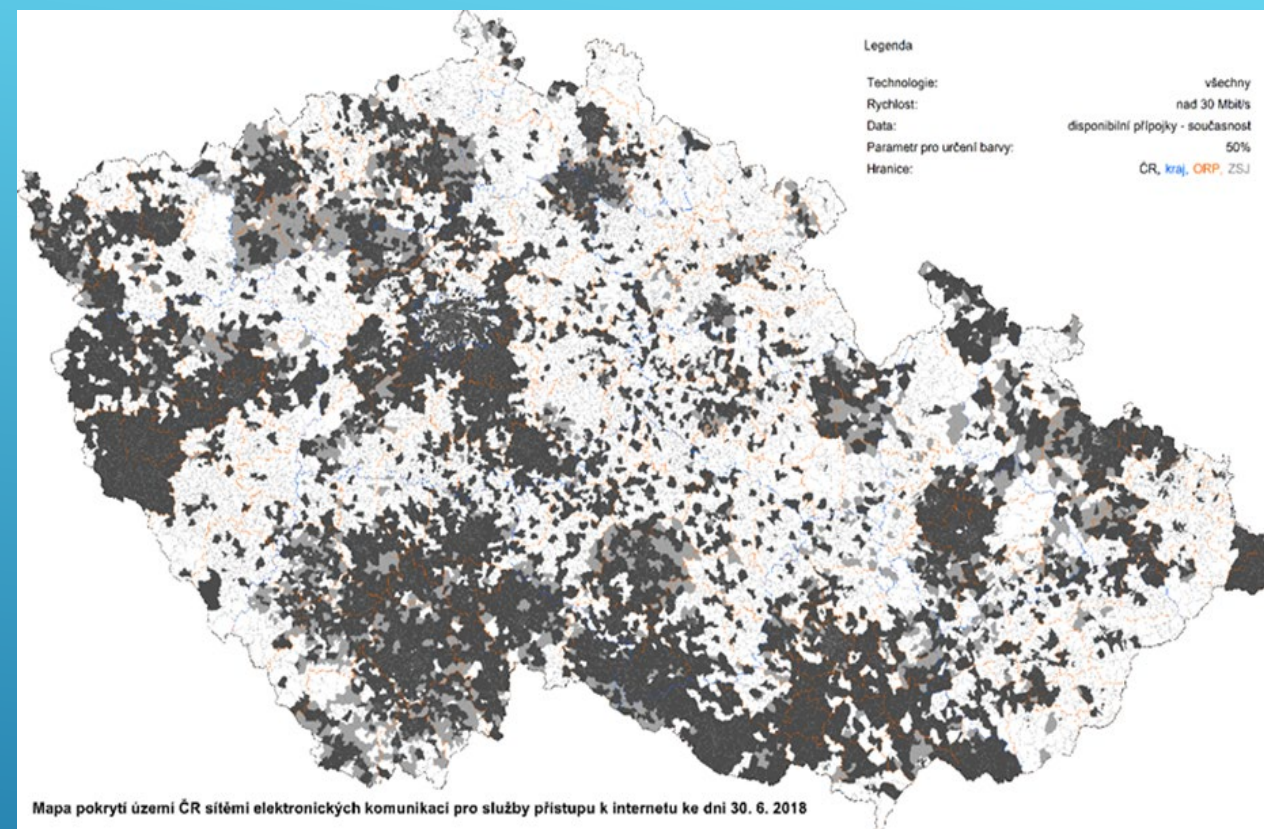 Legenda
Technologie: všechny
Rychlost: nad 30 Mbit/s
Data: disponibilní přípojky - současnost
Parametr pro určení barvy: 50%
Hranice: ČR, kraj, ORP, ZSJ
Mapa pokrytí území ČR sítěmi elektronických komunikací pro služby přístupu k internetu ke dni 30. 6. 2018